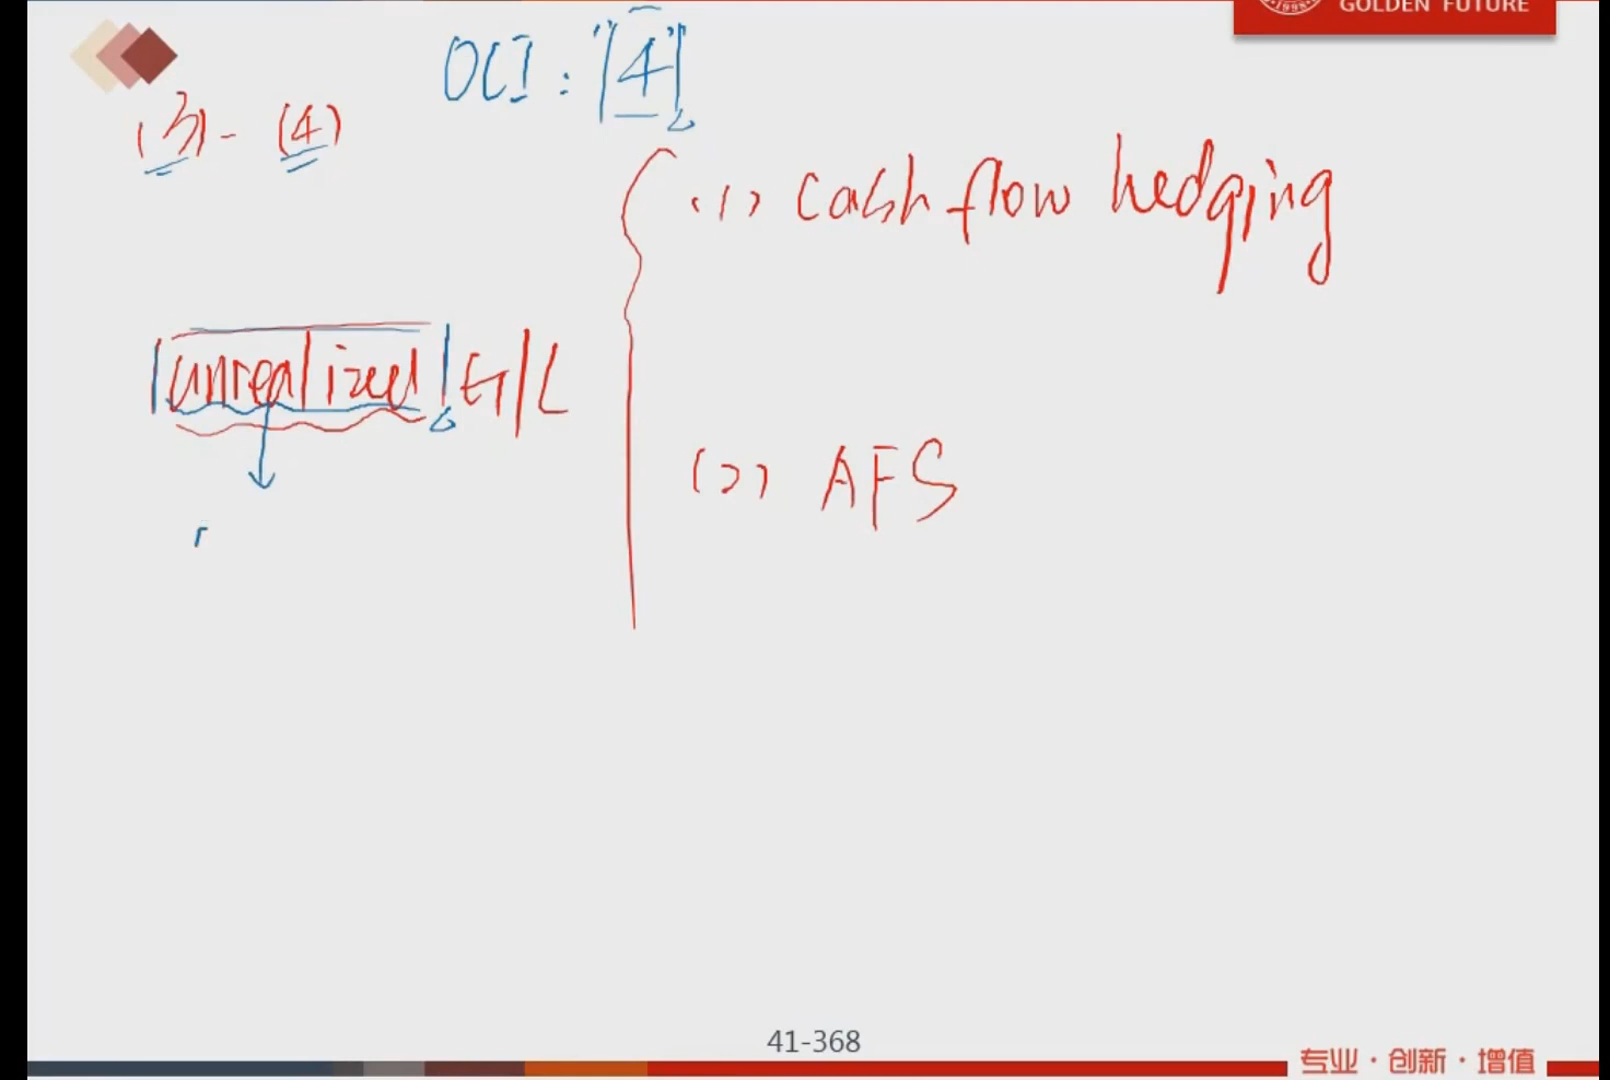 1998
GOLDEN FUTURE
OCI : "4"
(3) - (4)
(1) cash flow hedging
unrealized G/L
(2) AFS
r
41-368
专业·创新·增值